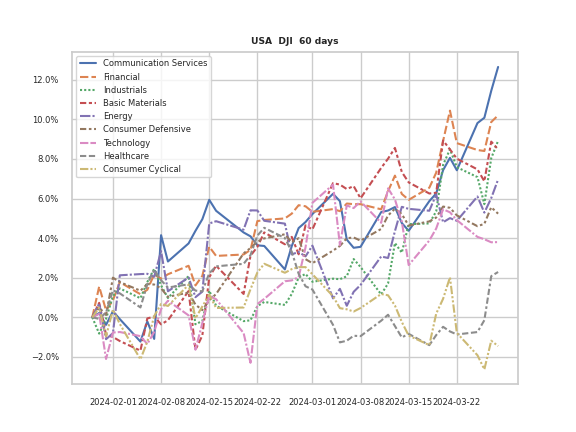 USA DJI 60 days
Communication Services
Financial
Industrials
Basic Materials
Energy
Consumer Defensive
Technology
Healthcare
Consumer Cyclical
12.0%
10.0%
8.0%
6.0%
4.0%
2.0%
0.0%
−2.0%
2024-02-01 2024-02-08 2024-02-15 2024-02-22 2024-03-01 2024-03-08 2024-03-15 2024-03-22